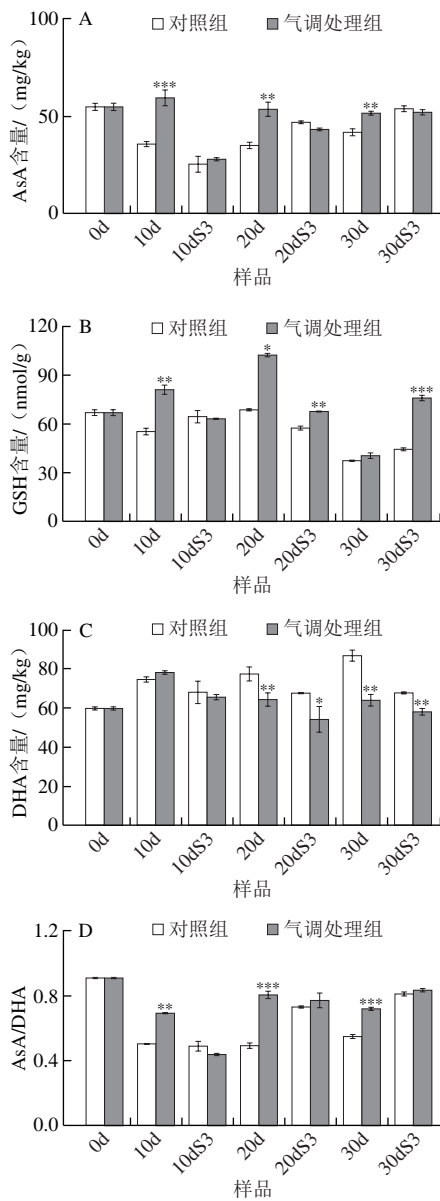 A
□对照组 ■气调处理组
AsA含量/(mg/kg)
100
50
0
0d 10d 10dS3 20d 20dS3 30d 30dS3
*** ** **
样品
B
□对照组 ■气调处理组
GSH含量/(nmol/g)
120
90
60
30
0
0d 10d 10dS3 20d 20dS3 30d 30dS3
** * ** ***
样品
C
□对照组 ■气调处理组
DHA含量/(mg/kg)
100
80
60
40
20
0
0d 10d 10dS3 20d 20dS3 30d 30dS3
** * ** **
样品
D
□对照组 ■气调处理组
AsA/DHA
1.2
0.8
0.4
0.0
0d 10d 10dS3 20d 20dS3 30d 30dS3
** *** ***
样品